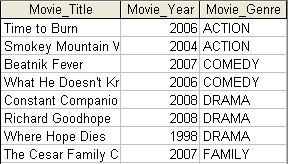 Movie_Title Movie_Year Movie_Genre
Time to Burn 2006 ACTION
Smokey Mountain 2004 ACTION
Beatnik Fever 2007 COMEDY
What He Doesn't 2006 COMEDY
Constant Companio 2008 DRAMA
Richard Goodhope 2008 DRAMA
Where Hope Dies 1998 DRAMA
The Cesar Family C 2007 FAMILY